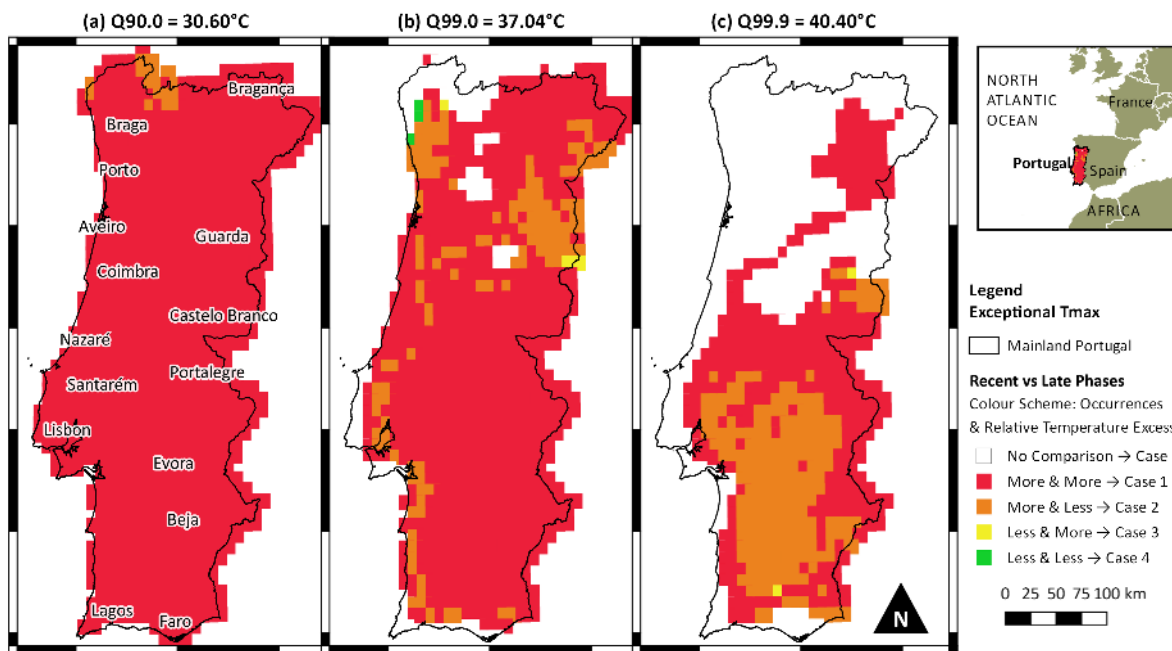 (a) Q90.0 = 30.60°C
(b) Q99.0 = 37.04°C
(c) Q99.9 = 40.40°C
Bragança
Braga
Porto
Aveiro
Guarda
Coimbra
Castelo Branco
Nazaré
Portalegre
Santarém
Lisbon
Evora
Beja
Lagos
Faro
N
NORTH
ATLANTIC
OCEAN
France
Portugal
Spain
AFRICA
Legend
Exceptional Tmax
Mainland Portugal
Recent vs Late Phases
Colour Scheme: Occurrences
& Relative Temperature Excess
No Comparison → Case
More & More → Case 1
More & Less → Case 2
Less & More → Case 3
Less & Less → Case 4
0 25 50 75 100 km